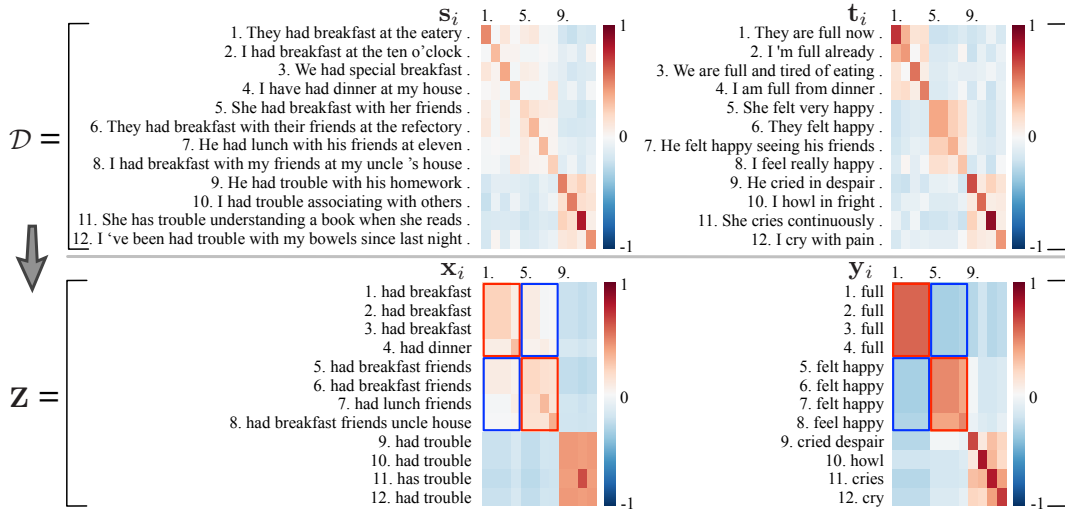 s_i
1. 5. 9.
1. They had breakfast at the eatery .
2. I had breakfast at the ten o'clock .
3. We had special breakfast .
4. I have had dinner at my house .
5. She had breakfast with her friends .
6. They had breakfast with their friends at the refectory .
7. He had lunch with his friends at eleven .
8. I had breakfast with my friends at my uncle 's house .
9. He had trouble with his homework .
10. I had trouble associating with others .
11. She has trouble understanding a book when she reads .
12. I 've been had trouble with my bowels since last night .
1
0
-1
t_i
1. 5. 9.
1. They are full now .
2. I 'm full already .
3. We are full and tired of eating .
4. I am full from dinner .
5. She felt very happy .
6. They felt happy .
7. He felt happy seeing his friends .
8. I feel really happy .
9. He cried in despair .
10. I howl in fright .
11. She cries continuously .
12. I cry with pain .
1
0
-1
D =
x_i
1. 5. 9.
1. had breakfast
2. had breakfast
3. had breakfast
4. had dinner
5. had breakfast friends
6. had breakfast friends
7. had lunch friends
8. had breakfast friends uncle house
9. had trouble
10. had trouble
11. has trouble
12. had trouble
1
0
-1
y_i
1. 5. 9.
1. full
2. full
3. full
4. full
5. felt happy
6. felt happy
7. felt happy
8. feel happy
9. cried despair
10. howl
11. cries
12. cry
1
0
-1
Z =